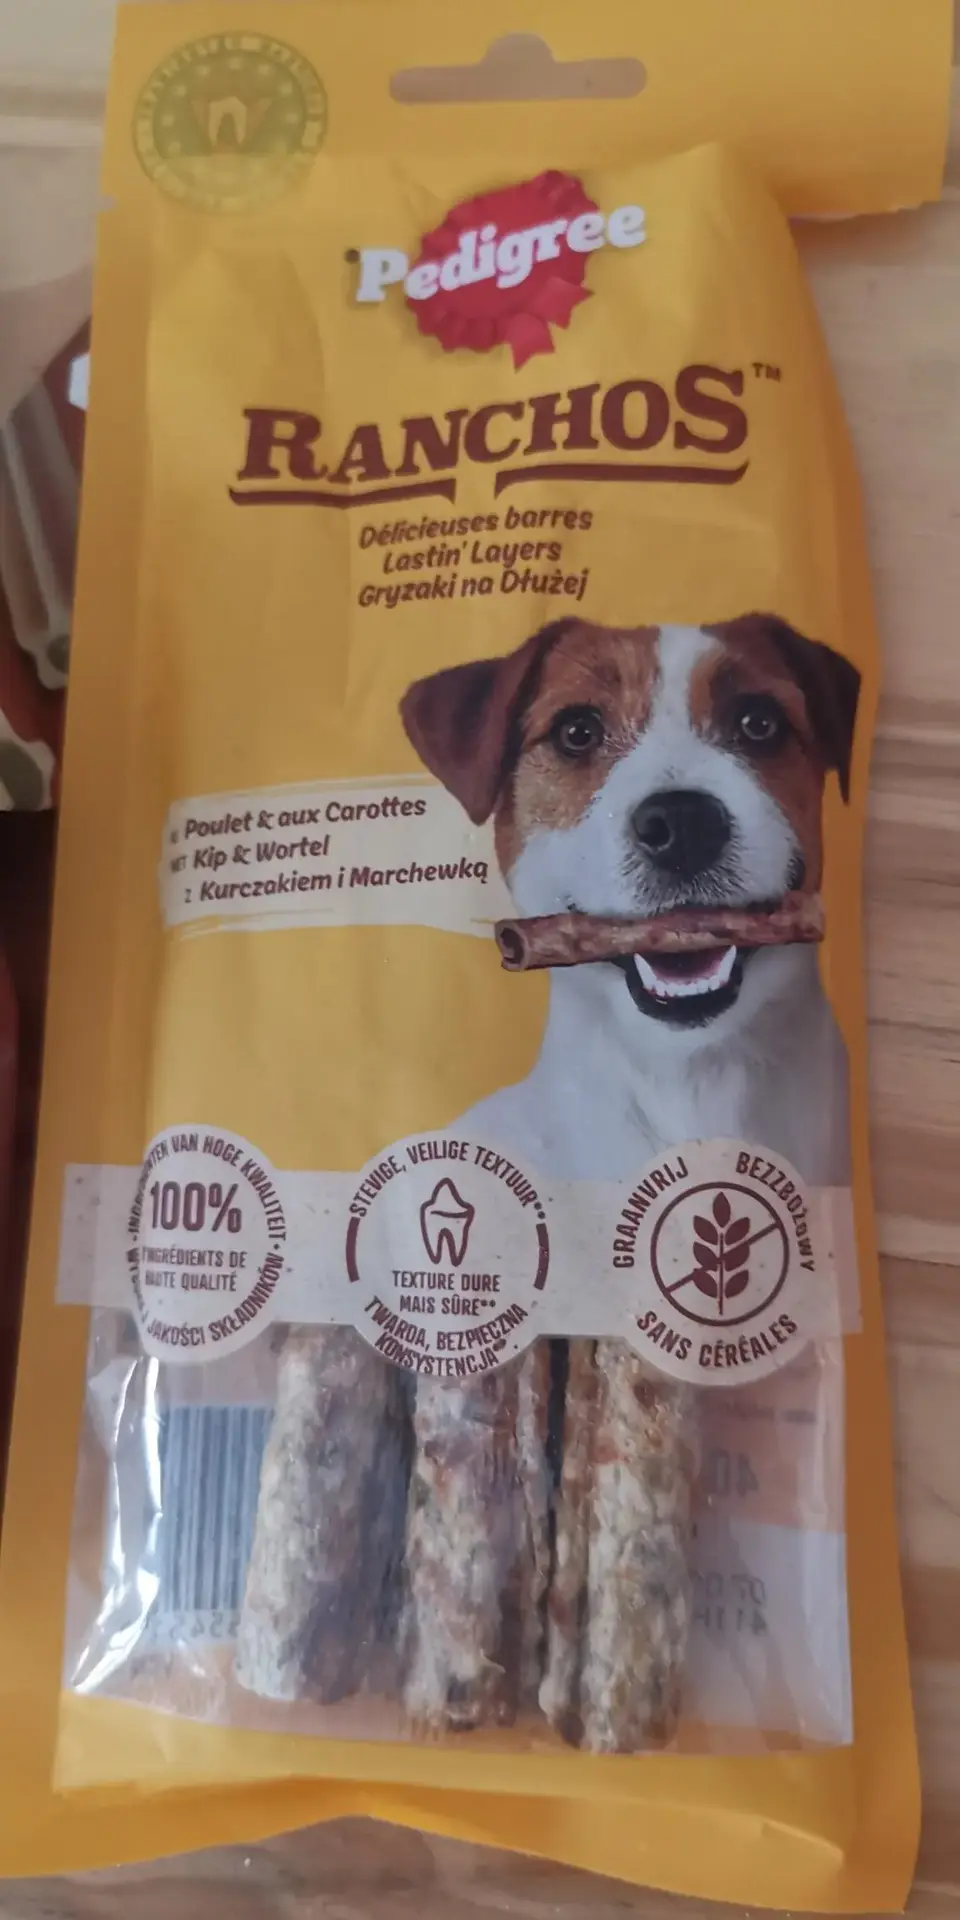 Pedigree
RANCHOS™
Délicieuses barres
Lastin' Layers
Gryzaki na Dłużej
Poulet & aux Carottes
MET Kip & Wortel
Z Kurczakiem i Marchewką
VAN HOGE KWALITEIT
100%
INGRÉDIENTS DE
HAUTE QUALITÉ
JAKOŚCI SKŁADNIKÓW
STEVIGE, VEILIGE TEXTUUR**
TEXTURE DURE
MAIS SÛRE**
TWARDA, BEZPIECZNA
KONSYSTENCJA**
GRAANVRIJ
BEZZBOŻOWY
SANS CÉRÉALES